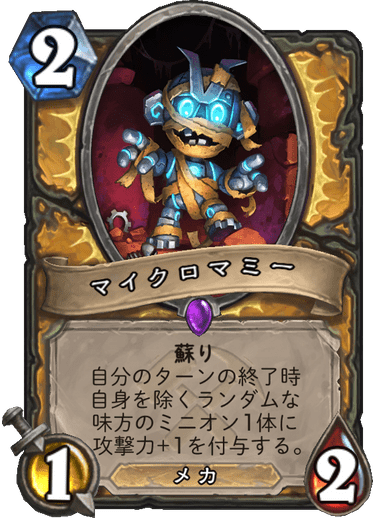 2
マイクロマミー
蘇り
自分のターンの終了時
自身を除くランダムな
味方のミニオン1体に
攻撃力+1を付与する。
メカ
1
2